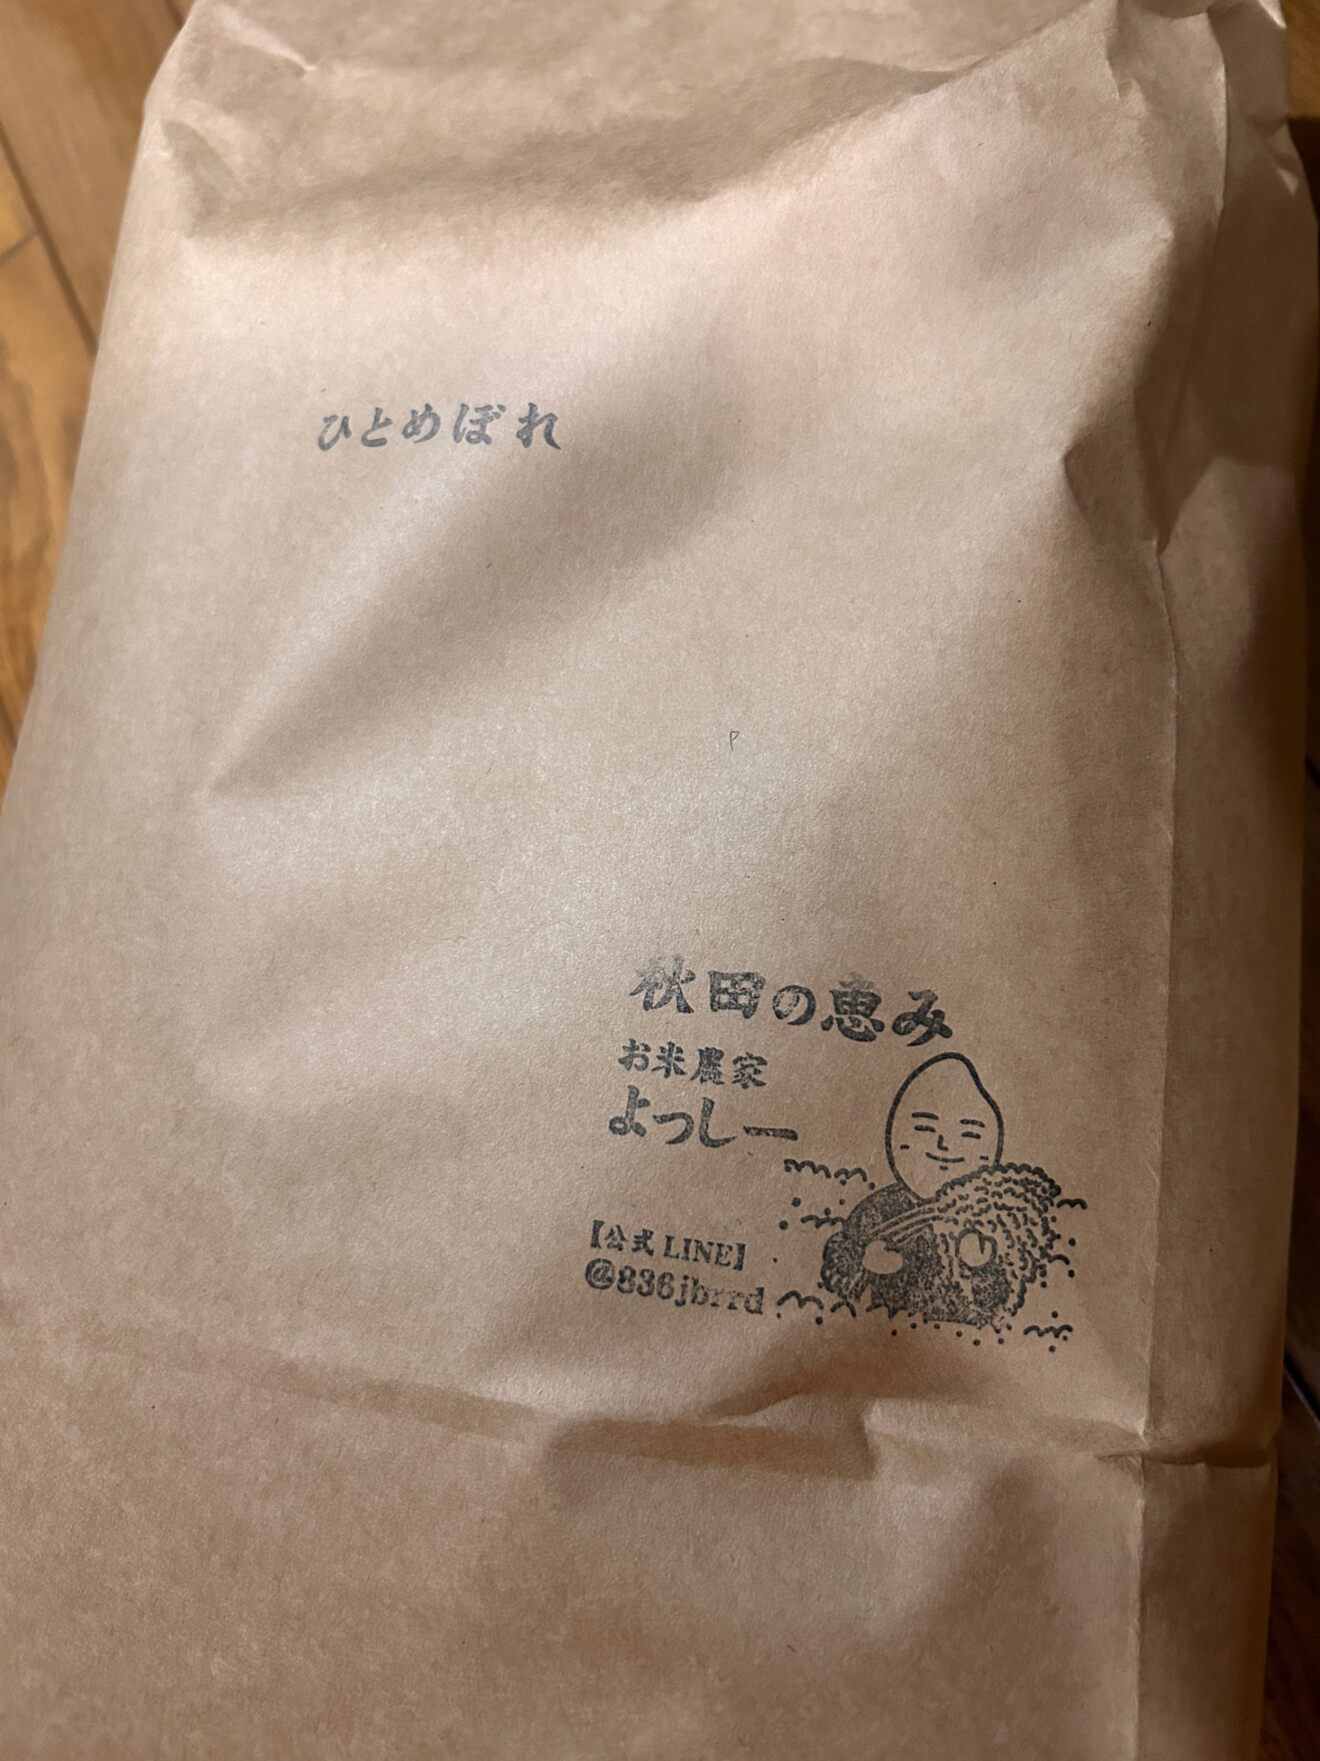 ひとめぼれ
秋田の恵み
お米農家
よつしー
【公式 LINE】
@836jbrrd